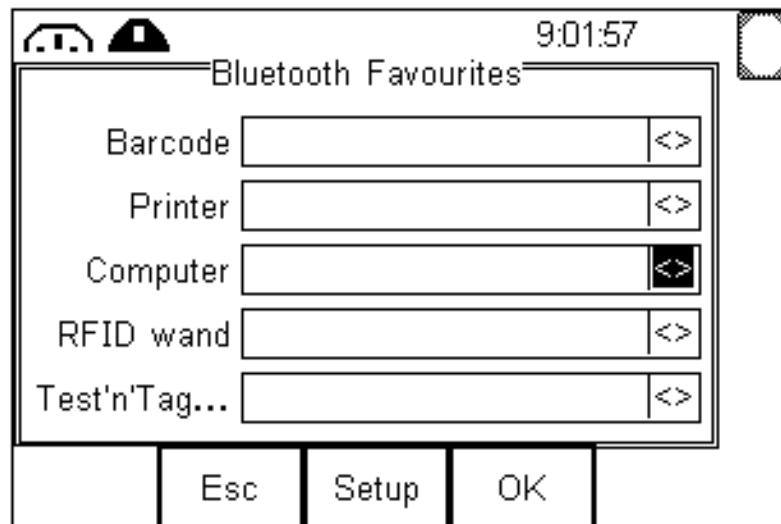 9:01:57
Bluetooth Favourites
Barcode <>
Printer <>
Computer <>
RFID wand <>
Test'n'Tag... <>
Esc Setup OK